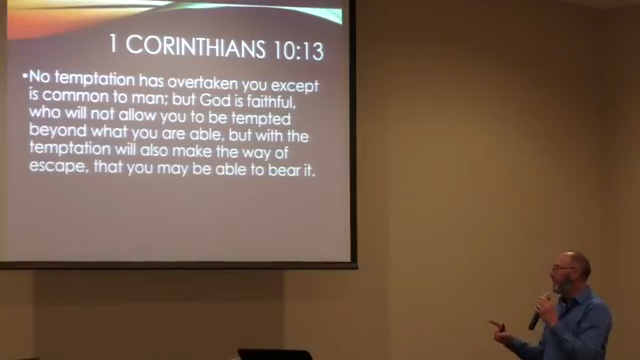 1 CORINTHIANS 10:13
•No temptation has overtaken you except
is common to man; but God is faithful,
who will not allow you to be tempted
beyond what you are able, but with the
temptation will also make the way of
escape, that you may be able to bear it.